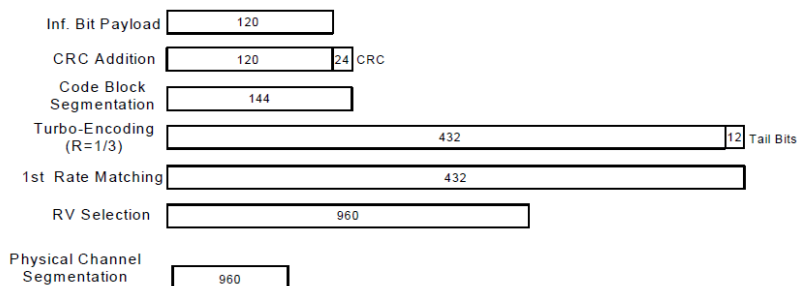 Inf. Bit Payload 120
CRC Addition 120 24 CRC
Code Block
Segmentation 144
Turbo-Encoding
(R=1/3) 432 12 Tail Bits
1st Rate Matching 432
RV Selection 960
Physical Channel
Segmentation 960